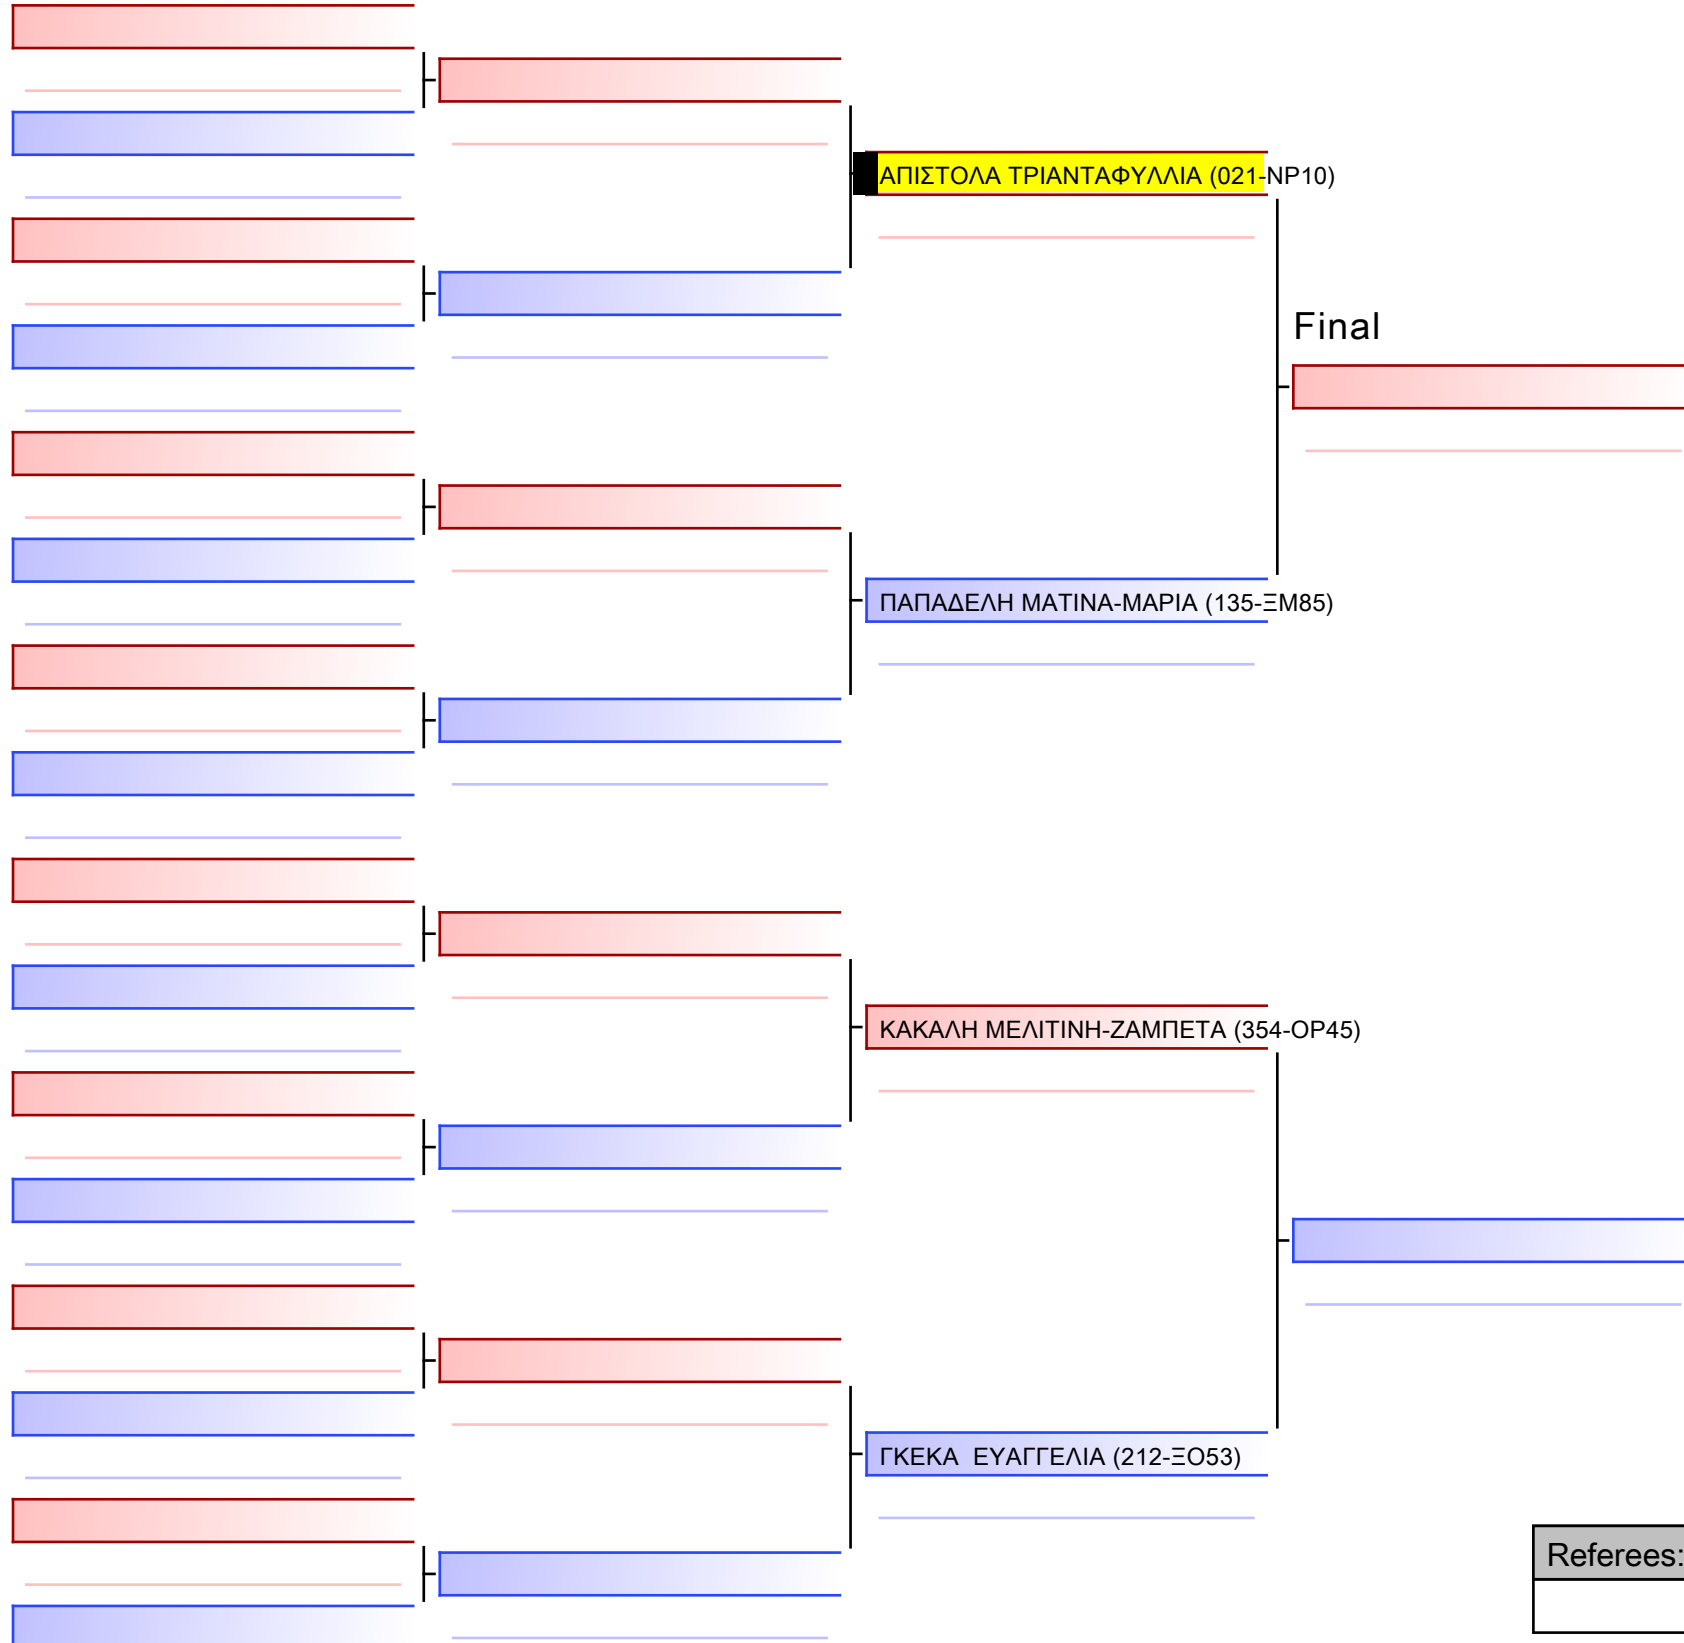 ΑΠΙΣΤΟΛΑ ΤΡΙΑΝΤΑΦΥΛΛΙΑ (021-ΝΡ10)
Final
ΠΑΠΑΔΕΛΗ ΜΑΤΙΝΑ-ΜΑΡΙΑ (135-ΞΜ85)
ΚΑΚΑΛΗ ΜΕΛΙΤΙΝΗ-ΖΑΜΠΕΤΑ (354-ΟΡ45)
ΓΚΕΚΑ  ΕΥΑΓΓΕΛΙΑ (212-ΞΟ53)
Referees: